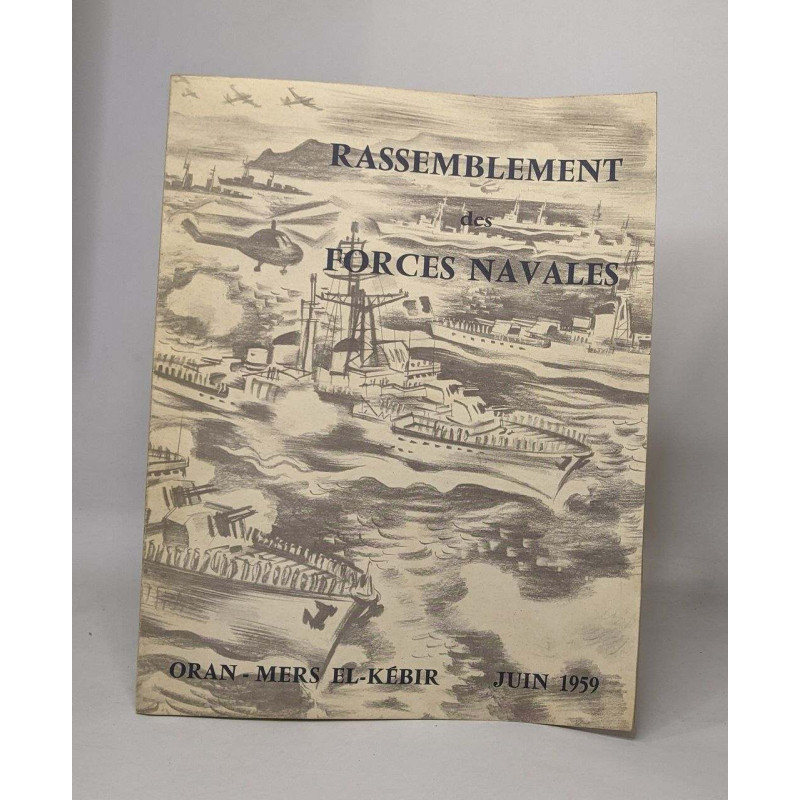 RASSEMBLEMENT
des
FORCES NAVALES
ORAN - MERS EL-KÉBIR JUIN 1959